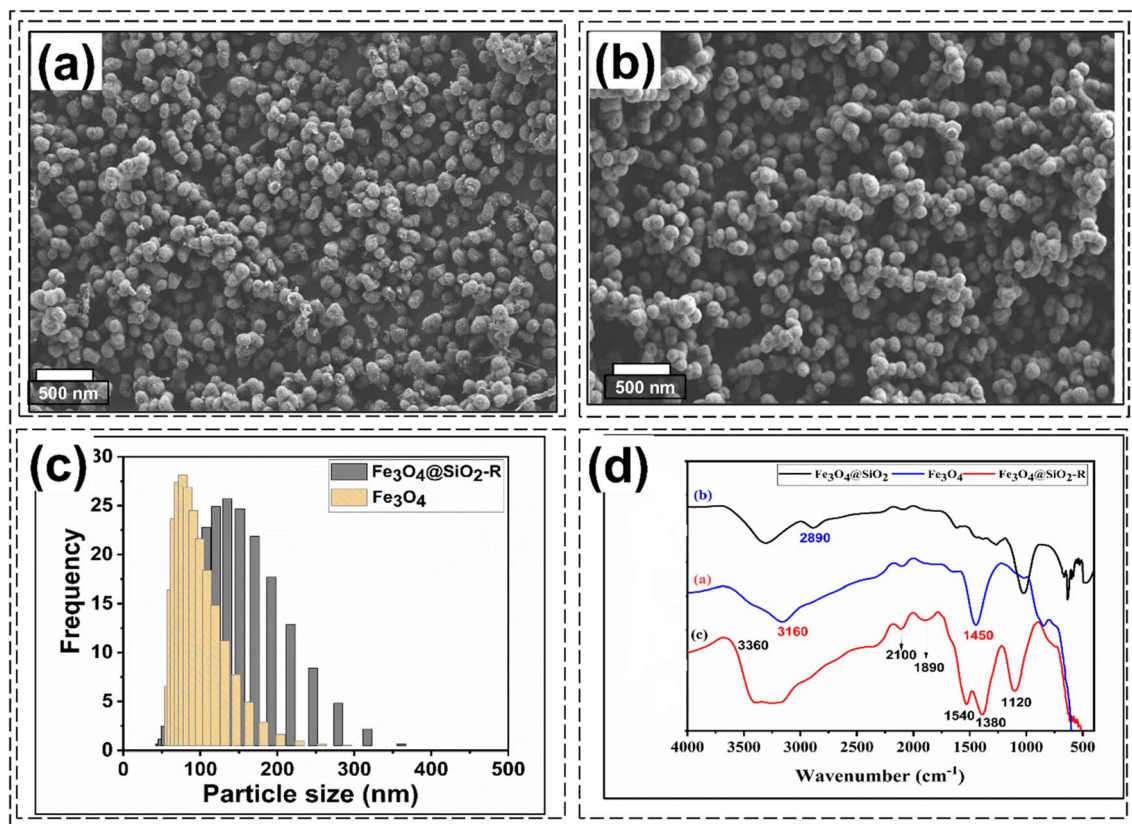 (a)
500 nm
(b)
500 nm
(c)
30
25
20
15
10
5
0
Frequency
Fe₃O₄@SiO₂-R
Fe₃O₄
0 100 200 300 400 500
Particle size (nm)
(d)
Fe₃O₄@SiO₂ Fe₃O₄ Fe₃O₄@SiO₂-R
(b)
2890
(a)
3160
1450
(c)
3360
2100
1890
1540
1380
1120
4000 3500 3000 2500 2000 1500 1000 500
Wavenumber (cm⁻¹)